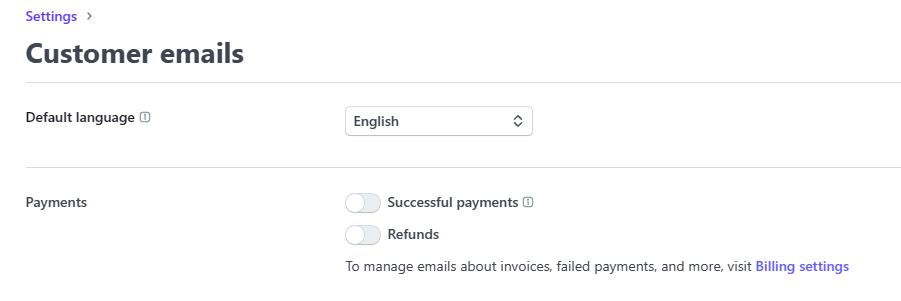 Settings >
Customer emails
Default language
English
Payments
Successful payments
Refunds
To manage emails about invoices, failed payments, and more, visit Billing settings